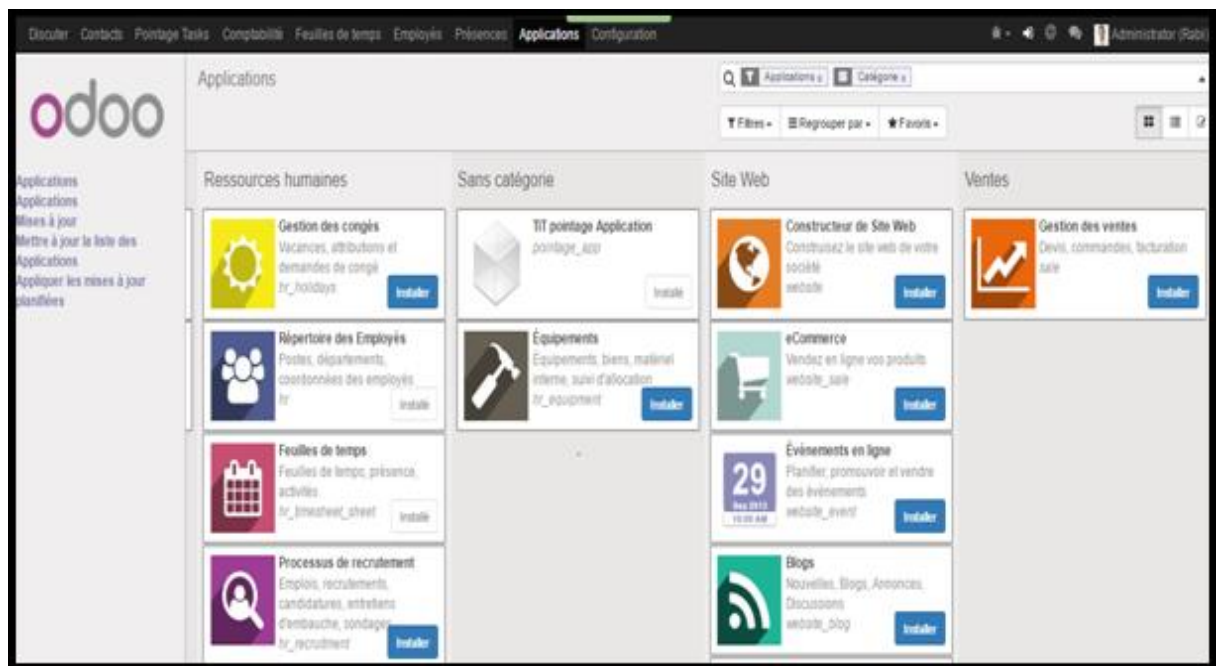 Discuter Contacts Pointage Tasks Comptabilité Feuilles de temps Employés Présences Applications Configuration
Administrator (Rabi)
odoo
Applications
Applications
Catégorie
Filtres
Regrouper par
Favoris
Applications
Applications
Mises à jour
Mettre à jour la liste des
Applications
Appliquer les mises à jour
planifiées
Ressources humaines
Gestion des congés
Vacances, attributions et
demandes de congé
hr_holidays
Installer
Répertoire des Employés
Postes, départements,
coordonnées des employés
hr
Installé
Feuilles de temps
Feuilles de temps, présence,
activités
hr_timesheet_sheet
Installé
Processus de recrutement
Emplois, recrutements,
candidatures, entretiens
d'embauche, sondages
hr_recruitment
Installer
Sans catégorie
TIT pointage Application
pointage_app
Installé
Équipements
Équipements, biens, matériel
interne, suivi d'allocation
hr_equipment
Installer
Site Web
Constructeur de Site Web
Construisez le site web de votre
société
website
Installer
eCommerce
Vendez en ligne vos produits
website_sale
Installer
29
10:00 AM
Évènements en ligne
Planifier, promouvoir et vendre
des évènements
website_event
Installer
Blogs
Nouvelles, Blogs, Annonces,
Discussions
website_blog
Installer
Ventes
Gestion des ventes
Devis, commandes, facturation
sale
Installer